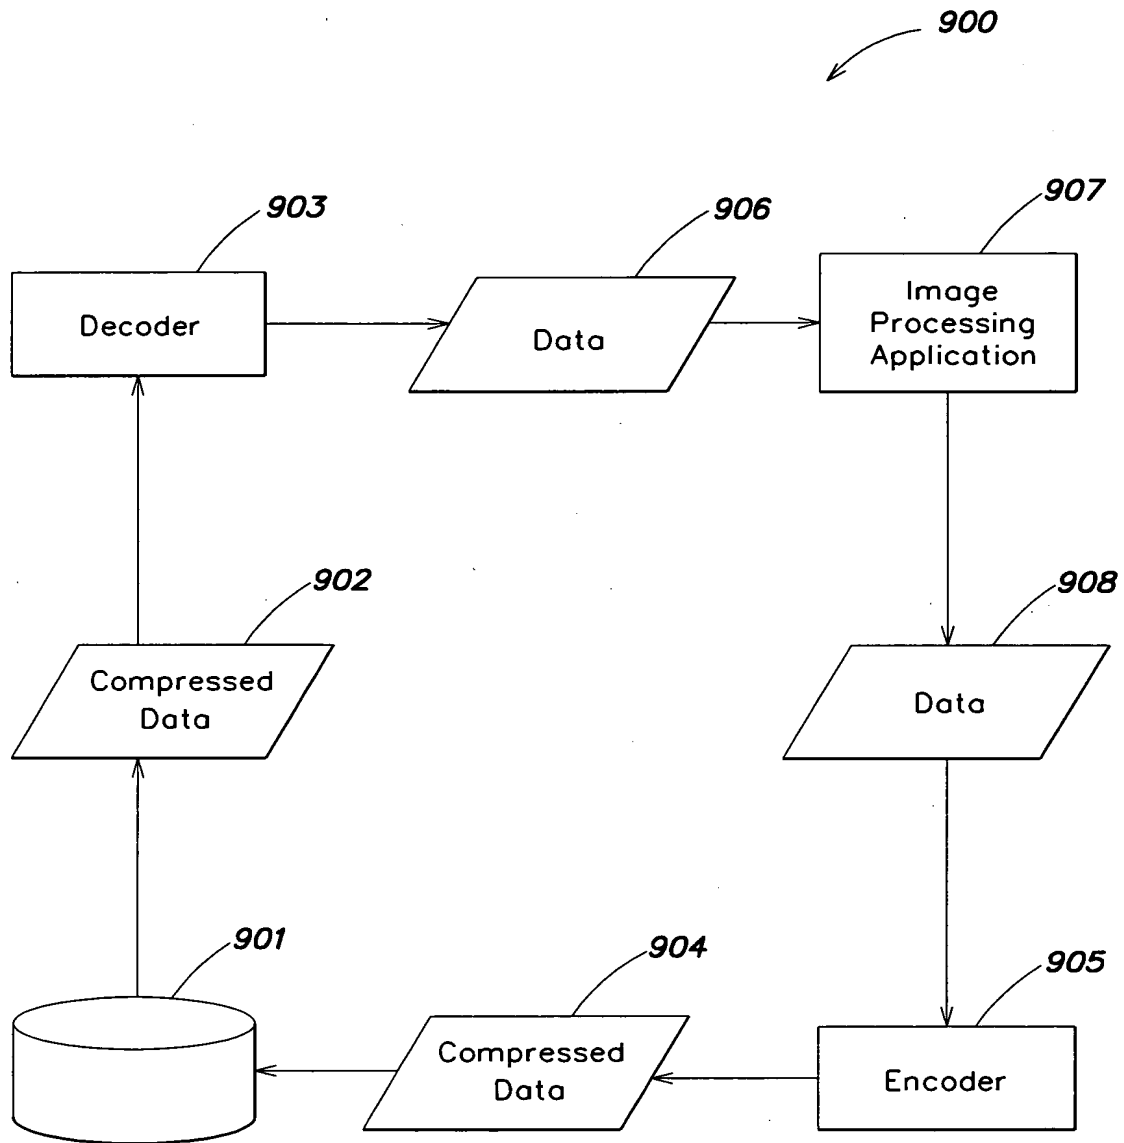 900
903
906
907
Decoder
Data
Image
Processing
Application
902
908
Compressed
Data
Data
901
904
905
Compressed
Data
Encoder